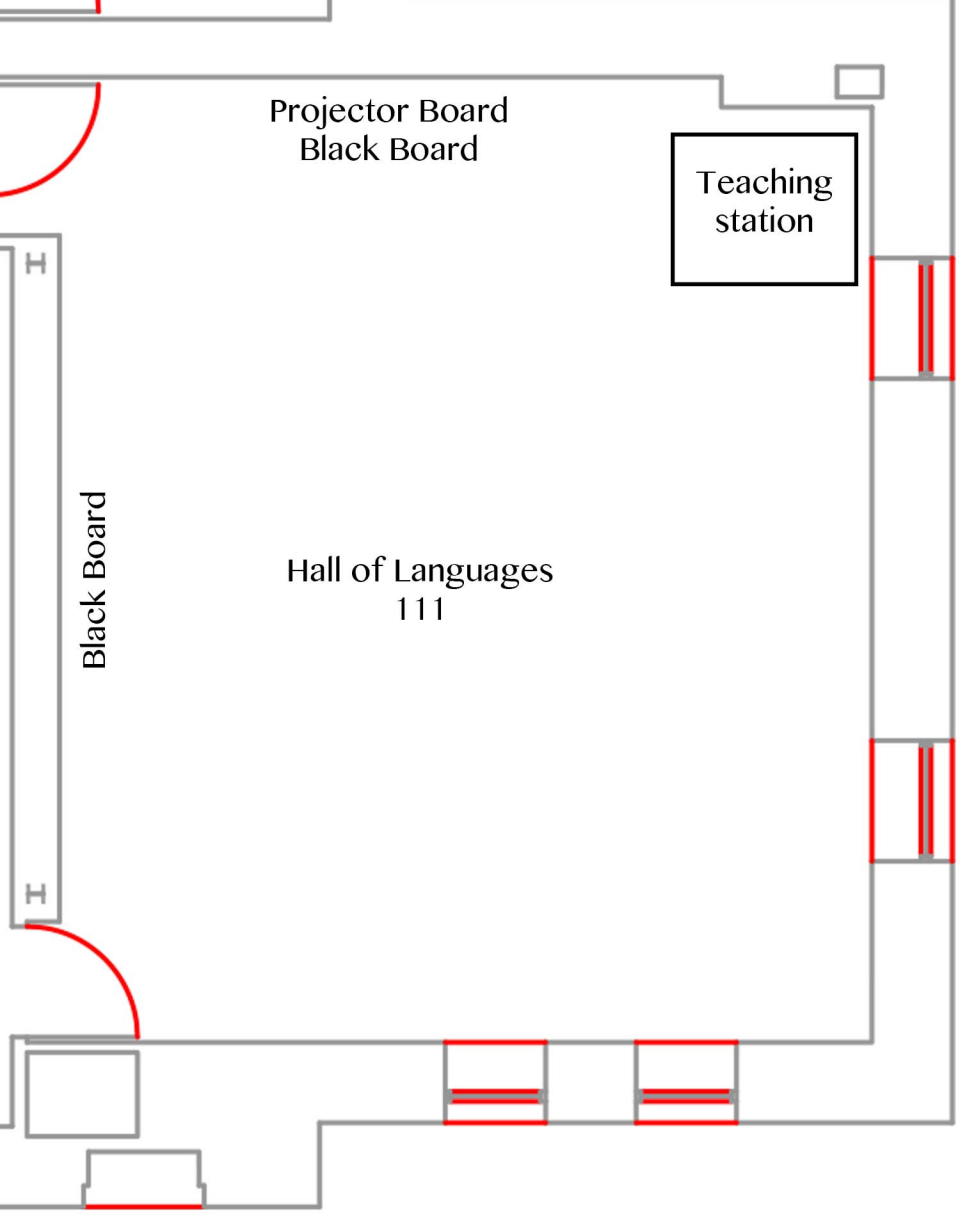 Projector Board
Black Board
Teaching
station
Black Board
Hall of Languages
111